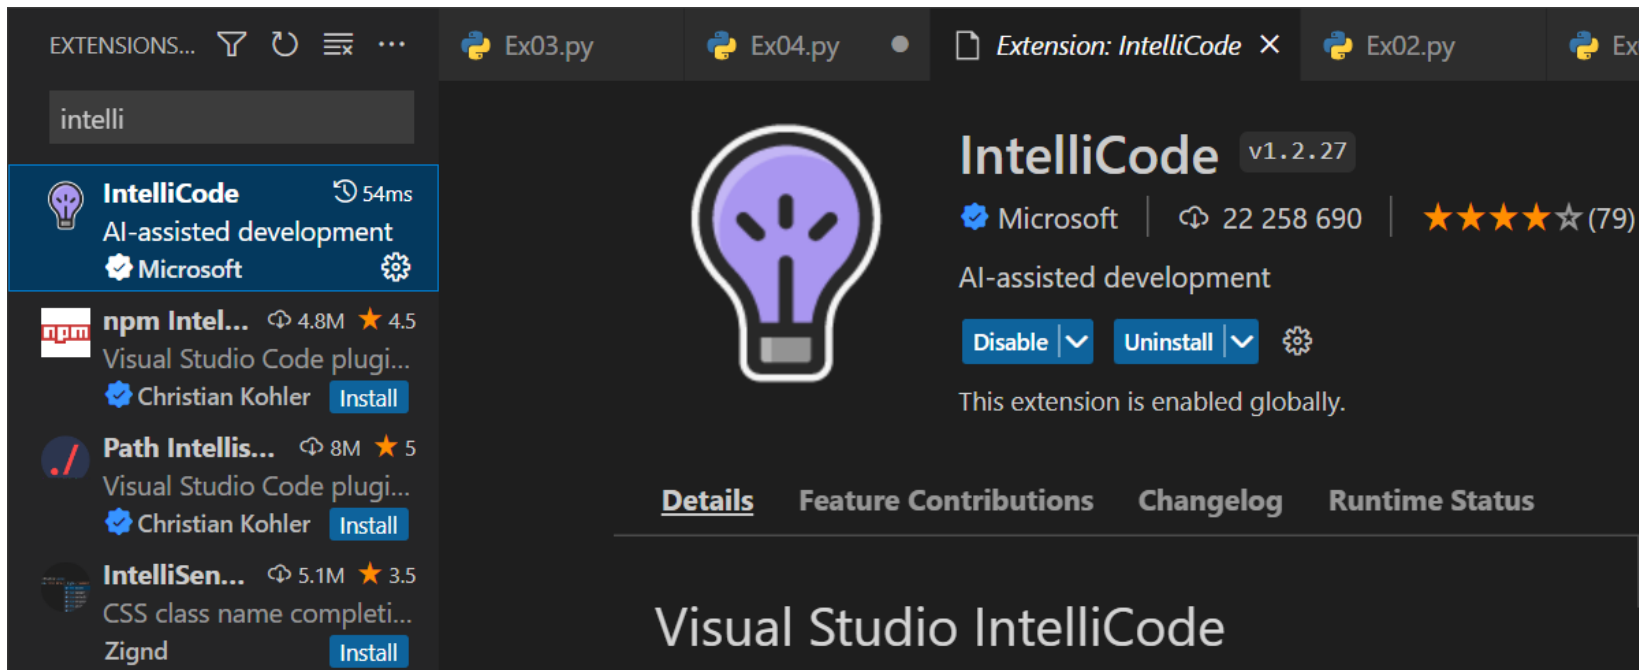 EXTENSIONS...
Ex03.py
Ex04.py
Extension: IntelliCode
Ex02.py
Ex
intelli
IntelliCode 54ms
AI-assisted development
Microsoft
npm Intel... 4.8M 4.5
Visual Studio Code plugi...
Christian Kohler Install
Path Intellis... 8M 5
Visual Studio Code plugi...
Christian Kohler Install
IntelliSen... 5.1M 3.5
CSS class name completi...
Zignd Install
npm
./
IntelliCode v1.2.27
Microsoft 22 258 690 (79)
AI-assisted development
Disable Uninstall
This extension is enabled globally.
Details Feature Contributions Changelog Runtime Status
Visual Studio IntelliCode